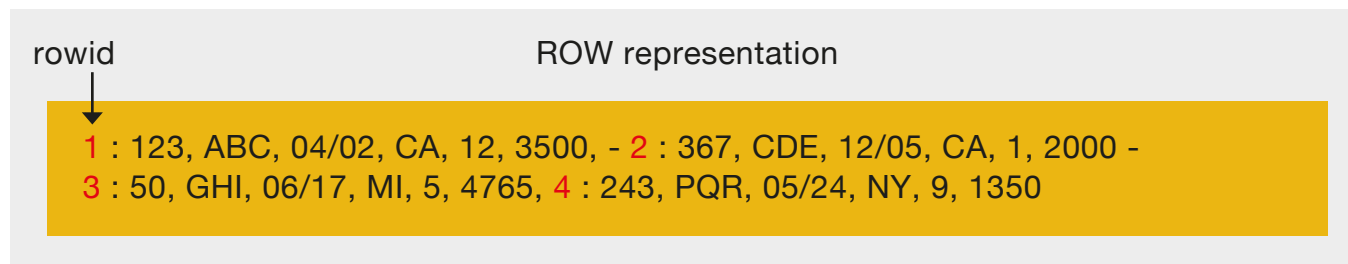 rowid
ROW representation
1 : 123, ABC, 04/02, CA, 12, 3500, - 2 : 367, CDE, 12/05, CA, 1, 2000 -
3 : 50, GHI, 06/17, MI, 5, 4765, 4 : 243, PQR, 05/24, NY, 9, 1350